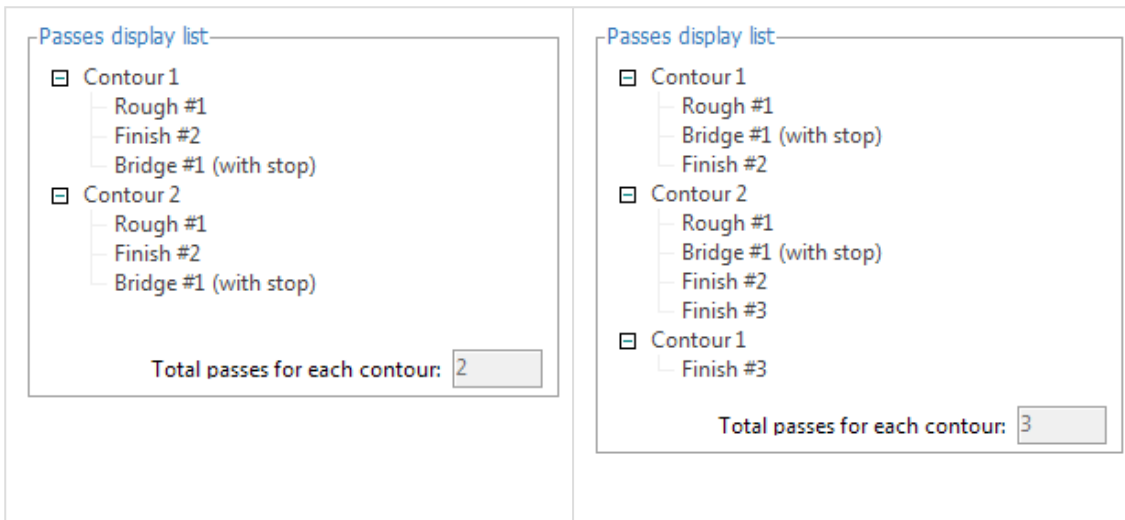 Passes display list
Contour 1
Rough #1
Finish #2
Bridge #1 (with stop)
Contour 2
Rough #1
Finish #2
Bridge #1 (with stop)
Total passes for each contour: 2
Passes display list
Contour 1
Rough #1
Bridge #1 (with stop)
Finish #2
Contour 2
Rough #1
Bridge #1 (with stop)
Finish #2
Finish #3
Contour 1
Finish #3
Total passes for each contour: 3